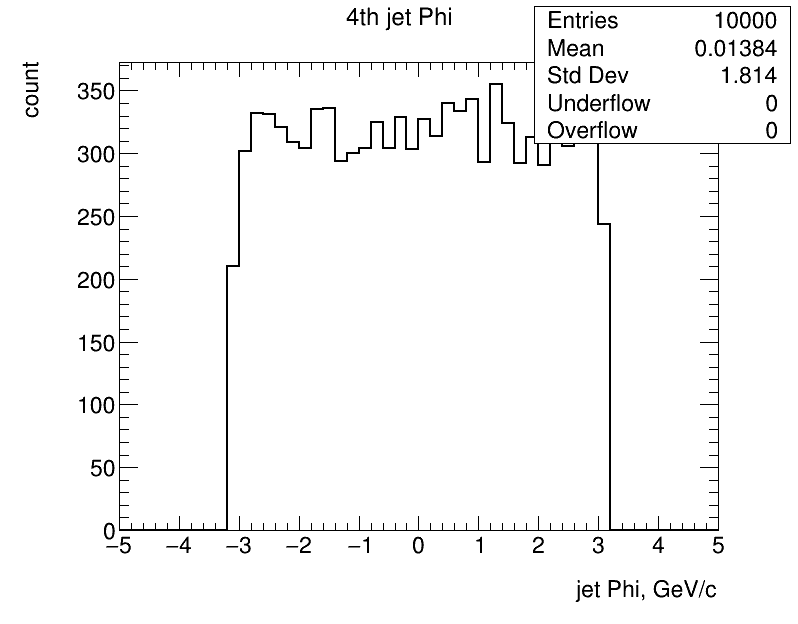 4th jet Phi
Entries 10000
Mean 0.01384
Std Dev 1.814
Underflow 0
Overflow 0
count
350
300
250
200
150
100
50
0
−5 −4 −3 −2 −1 0 1 2 3 4 5
jet Phi, GeV/c